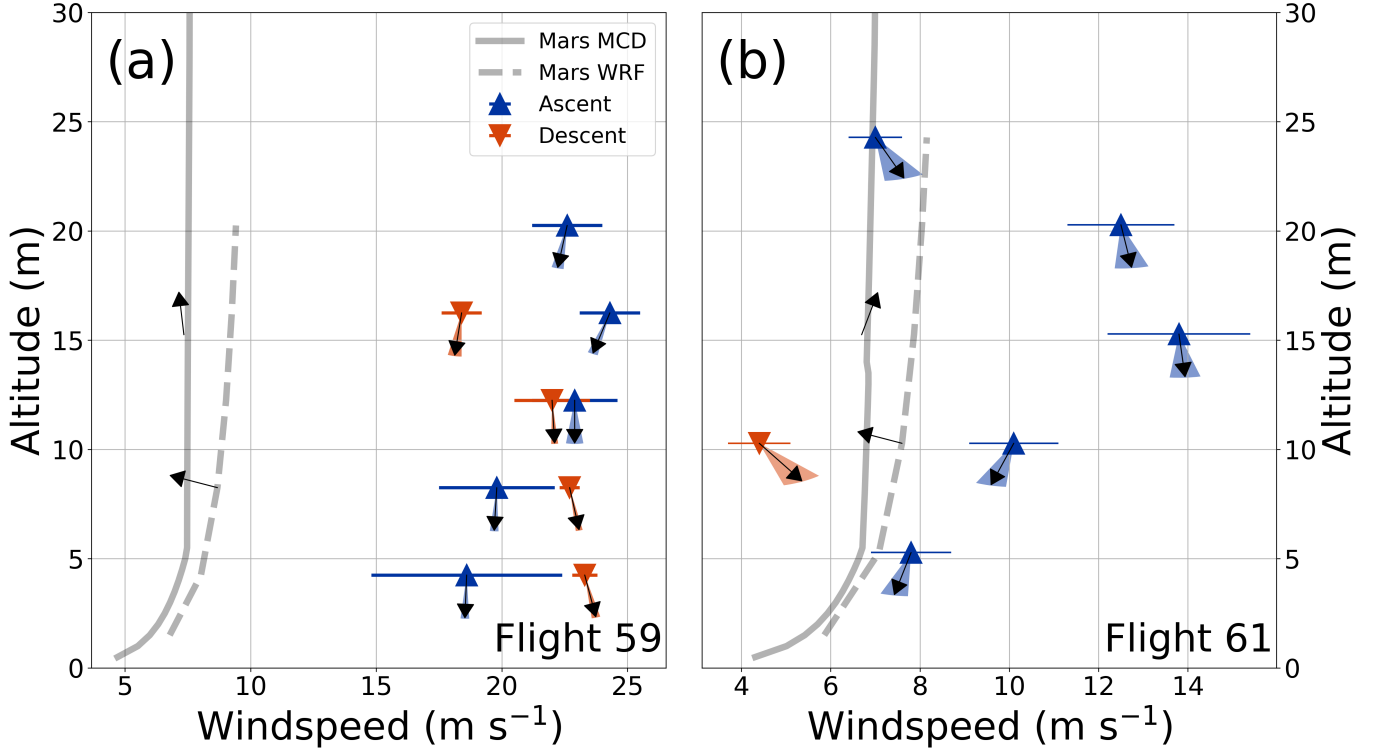 (a)
Mars MCD
Mars WRF
Ascent
Descent
Flight 59
30
25
20
15
10
5
0
Altitude (m)
5 10 15 20 25
Windspeed (m s⁻¹)
(b)
Flight 61
30
25
20
15
10
5
0
Altitude (m)
4 6 8 10 12 14
Windspeed (m s⁻¹)